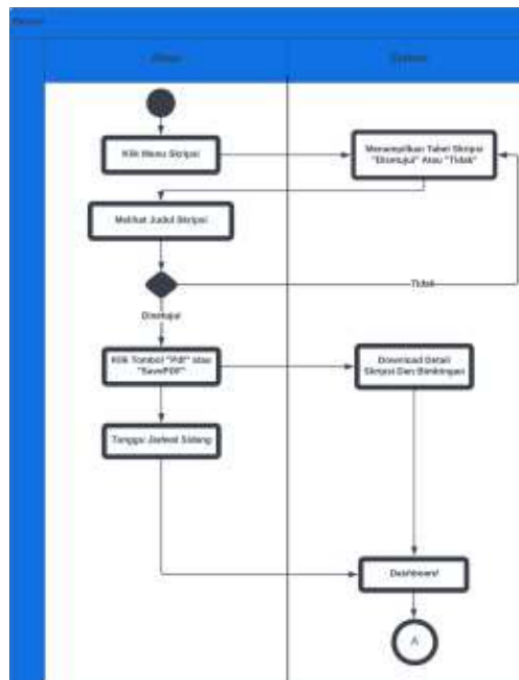 Sistem
Klik Menu Skripsi
Menampilkan Tabel Skripsi
"Disetujui" Atau "Tidak"
Melihat Judul Skripsi
Tidak
Disetujui
Klik Tombol "Pdf" atau
"SavePDF"
Download Detail
Skripsi Dan Bimbingan
Tunggu Jadwal Sidang
Dashboard
A